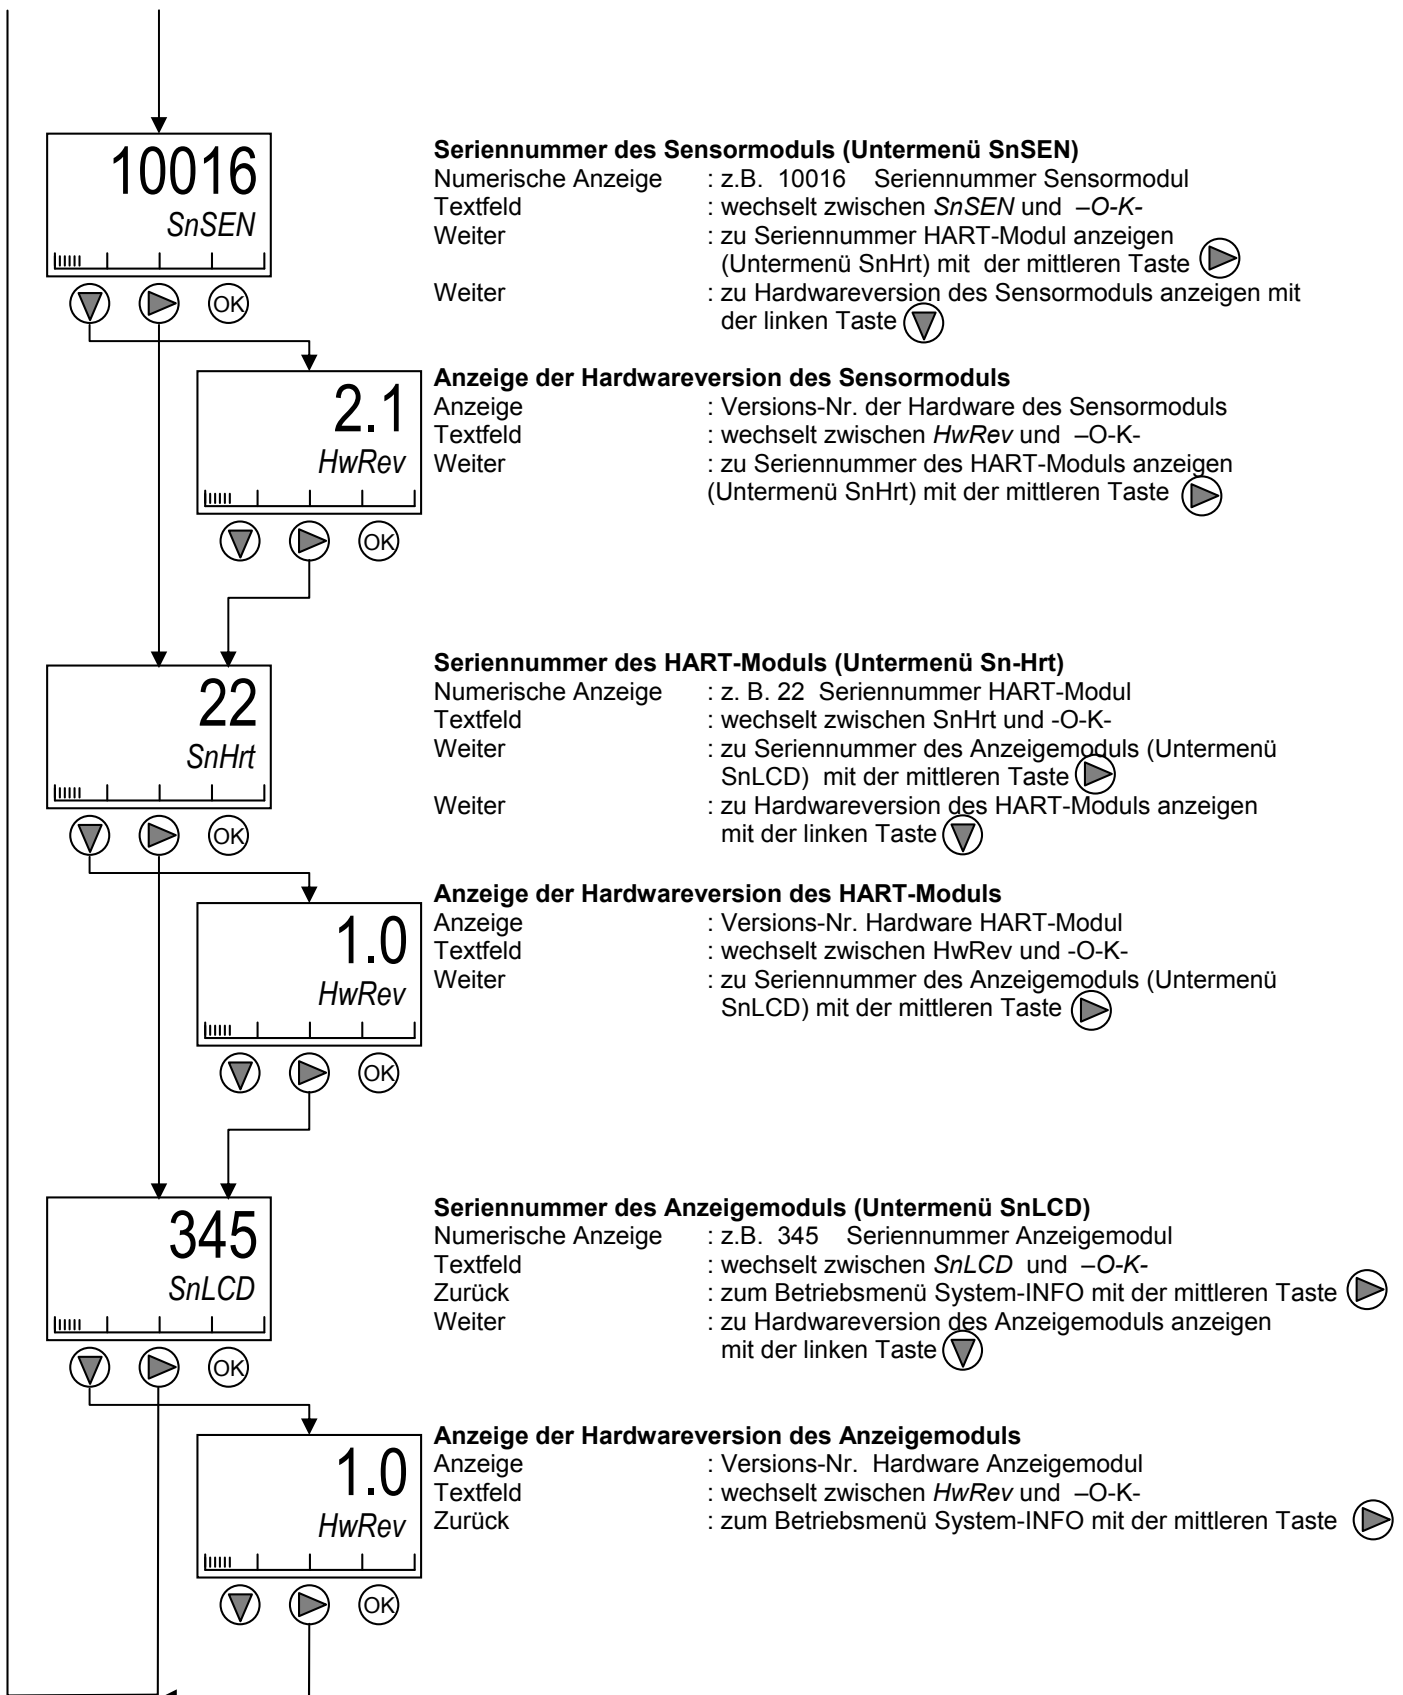 10016
SnSEN
OK
Seriennummer des Sensormoduls (Untermenü SnSEN)
Numerische Anzeige : z.B. 10016 Seriennummer Sensormodul
Textfeld : wechselt zwischen SnSEN und –O-K-
Weiter : zu Seriennummer HART-Modul anzeigen
(Untermenü SnHrt) mit der mittleren Taste
Weiter : zu Hardwareversion des Sensormoduls anzeigen mit
der linken Taste
2.1
HwRev
OK
Anzeige der Hardwareversion des Sensormoduls
Anzeige : Versions-Nr. der Hardware des Sensormoduls
Textfeld : wechselt zwischen HwRev und –O-K-
Weiter : zu Seriennummer des HART-Moduls anzeigen
(Untermenü SnHrt) mit der mittleren Taste
22
SnHrt
OK
Seriennummer des HART-Moduls (Untermenü Sn-Hrt)
Numerische Anzeige : z. B. 22 Seriennummer HART-Modul
Textfeld : wechselt zwischen SnHrt und -O-K-
Weiter : zu Seriennummer des Anzeigemoduls (Untermenü
SnLCD) mit der mittleren Taste
Weiter : zu Hardwareversion des HART-Moduls anzeigen
mit der linken Taste
1.0
HwRev
OK
Anzeige der Hardwareversion des HART-Moduls
Anzeige : Versions-Nr. Hardware HART-Modul
Textfeld : wechselt zwischen HwRev und -O-K-
Weiter : zu Seriennummer des Anzeigemoduls (Untermenü
SnLCD) mit der mittleren Taste
345
SnLCD
OK
Seriennummer des Anzeigemoduls (Untermenü SnLCD)
Numerische Anzeige : z.B. 345 Seriennummer Anzeigemodul
Textfeld : wechselt zwischen SnLCD und –O-K-
Zurück : zum Betriebsmenü System-INFO mit der mittleren Taste
Weiter : zu Hardwareversion des Anzeigemoduls anzeigen
mit der linken Taste
1.0
HwRev
OK
Anzeige der Hardwareversion des Anzeigemoduls
Anzeige : Versions-Nr. Hardware Anzeigemodul
Textfeld : wechselt zwischen HwRev und –O-K-
Zurück : zum Betriebsmenü System-INFO mit der mittleren Taste